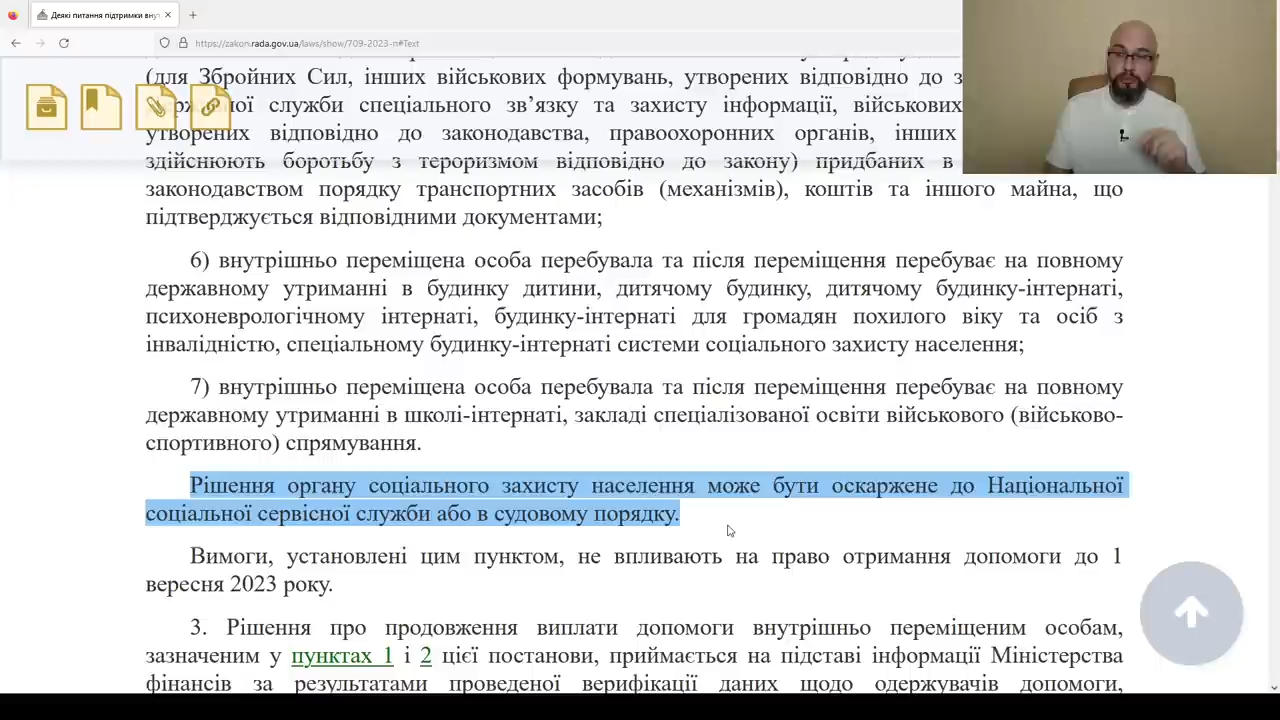 Деякі питання підтримки вну
https://zakon.rada.gov.ua/laws/show/709-2023-п#Text
(для Збройних Сил, інших військових формувань, утворених відповідно до з
служби спеціального зв’язку та захисту інформації, військових
утворених відповідно до законодавства, правоохоронних органів, інших
здійснюють боротьбу з тероризмом відповідно до закону) придбаних в
законодавством порядку транспортних засобів (механізмів), коштів та іншого майна, що
підтверджується відповідними документами;
6) внутрішньо переміщена особа перебувала та після переміщення перебуває на повному
державному утриманні в будинку дитини, дитячому будинку, дитячому будинку-інтернаті,
психоневрологічному інтернаті, будинку-інтернаті для громадян похилого віку та осіб з
інвалідністю, спеціальному будинку-інтернаті системи соціального захисту населення;
7) внутрішньо переміщена особа перебувала та після переміщення перебуває на повному
державному утриманні в школі-інтернаті, закладі спеціалізованої освіти військового (військово-
спортивного) спрямування.
Рішення органу соціального захисту населення може бути оскаржене до Національної
соціальної сервісної служби або в судовому порядку.
Вимоги, установлені цим пунктом, не впливають на право отримання допомоги до 1
вересня 2023 року.
3. Рішення про продовження виплати допомоги внутрішньо переміщеним особам,
зазначеним у пунктах 1 і 2 цієї постанови, приймається на підставі інформації Міністерства
фінансів за результатами проведеної верифікації даних щодо одержувачів допомоги,